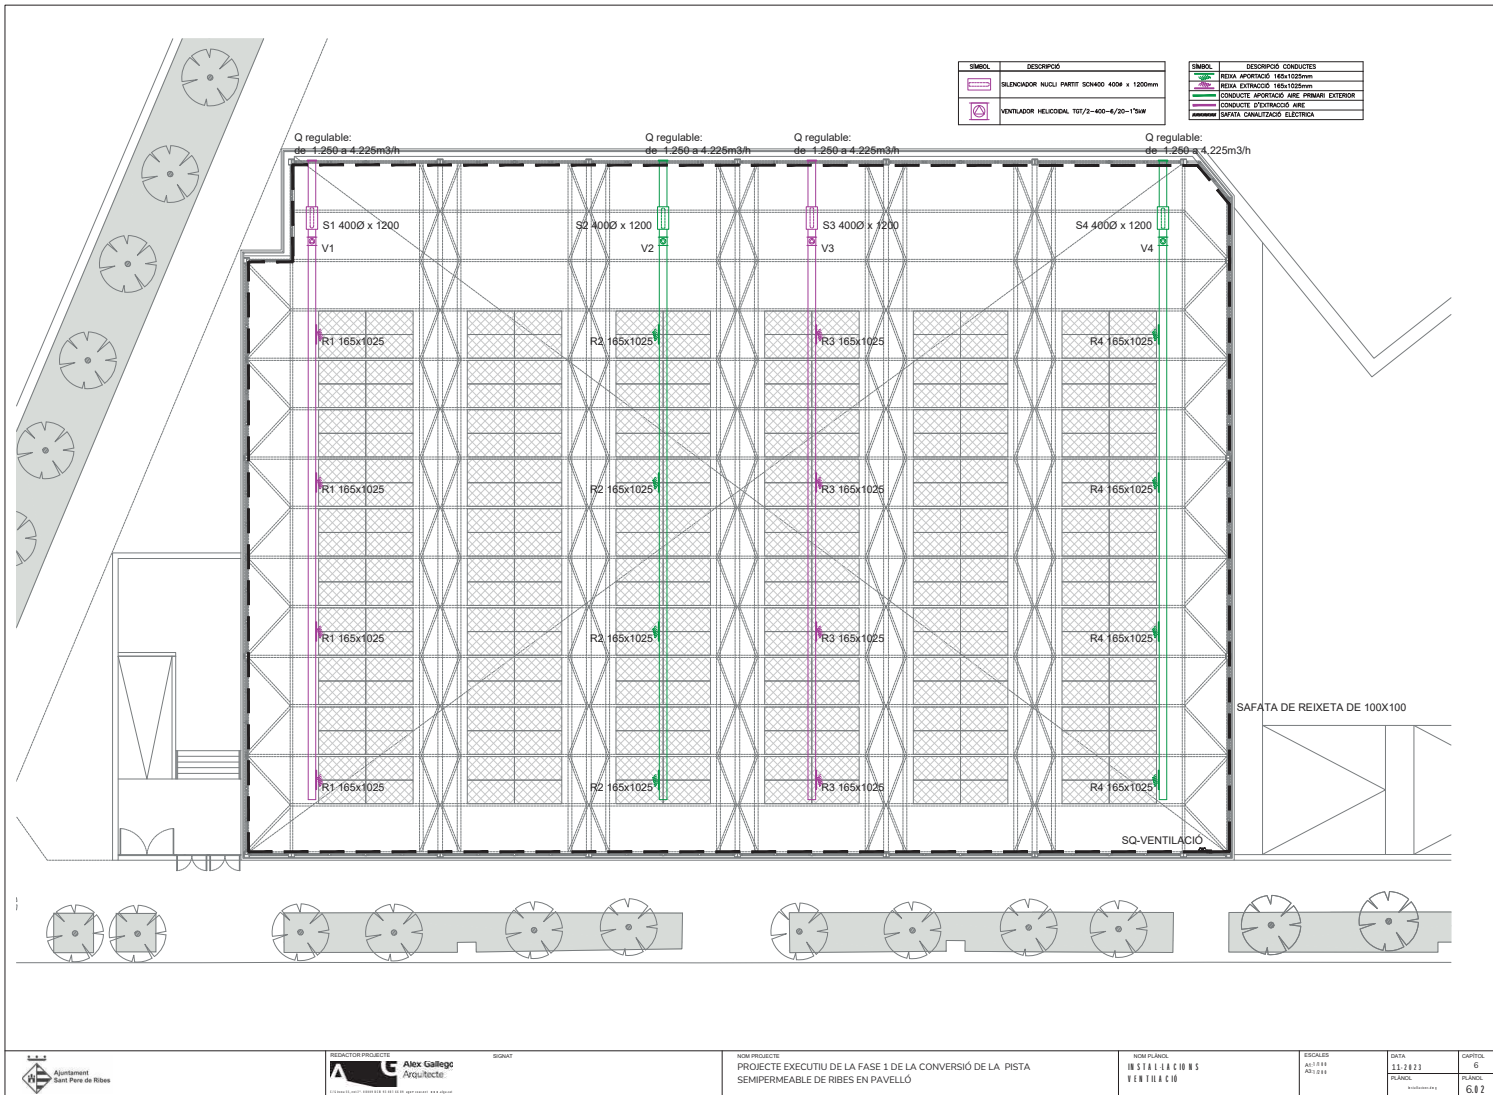 SÍMBOL DESCRIPCIÓ
SILENCIADOR NUCLI PARTIT SCN400 400ø x 1200mm
VENTILADOR HELICOIDAL TGT/2-400-6/20-1'5kW
SÍMBOL DESCRIPCIÓ CONDUCTES
REIXA APORTACIÓ 165x1025mm
REIXA EXTRACCIÓ 165x1025mm
CONDUCTE APORTACIÓ AIRE PRIMARI EXTERIOR
CONDUCTE D'EXTRACCIÓ AIRE
SAFATA CANALITZACIÓ ELÈCTRICA
Q regulable:
de 1.250 a 4.225m3/h
Q regulable:
de 1.250 a 4.225m3/h
Q regulable:
de 1.250 a 4.225m3/h
Q regulable:
de 1.250 a 4.225m3/h
S1 400Ø x 1200
S2 400Ø x 1200
S3 400Ø x 1200
S4 400Ø x 1200
V1
V2
V3
V4
R1 165x1025
R2 165x1025
R3 165x1025
R4 165x1025
R1 165x1025
R2 165x1025
R3 165x1025
R4 165x1025
R1 165x1025
R2 165x1025
R3 165x1025
R4 165x1025
SAFATA DE REIXETA DE 100X100
R1 165x1025
R2 165x1025
R3 165x1025
R4 165x1025
SQ-VENTILACIÓ
Ajuntament
Sant Pere de Ribes
REDACTOR PROJECTE
A G
Alex Gallego
Arquitecte
SIGNAT
NOM PROJECTE
PROJECTE EXECUTIU DE LA FASE 1 DE LA CONVERSIÓ DE LA PISTA
SEMIPERMEABLE DE RIBES EN PAVELLÓ
NOM PLÀNOL
INSTAL·LACIONS
VENTILACIÓ
ESCALES
DATA
11-2021
CAPÍTOL
6
PLÀNOL
PLÀNOL
6.02